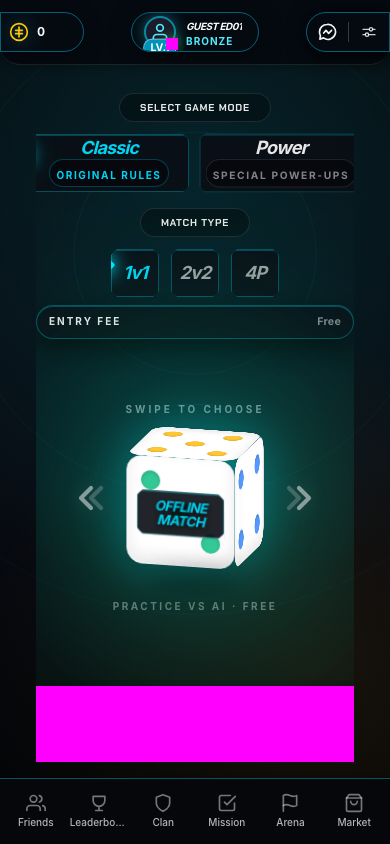 0
GUEST ED01
LV.
BRONZE
SELECT GAME MODE
Classic
ORIGINAL RULES
Power
SPECIAL POWER-UPS
MATCH TYPE
1v1
2v2
4P
ENTRY FEE
Free
SWIPE TO CHOOSE
OFFLINE
MATCH
PRACTICE VS AI · FREE
Friends
Leaderbo...
Clan
Mission
Arena
Market